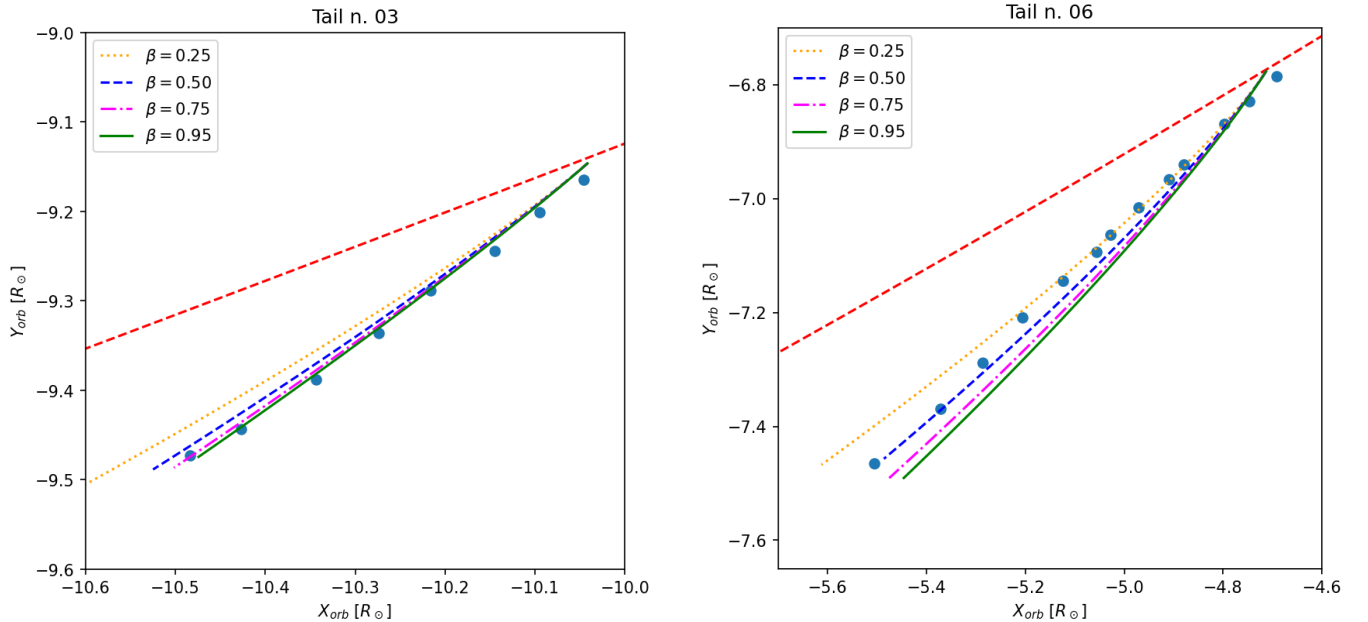 Tail n. 03
β = 0.25
β = 0.50
β = 0.75
β = 0.95
−9.0
−9.1
−9.2
−9.3
−9.4
−9.5
−9.6
Y_orb [R_⊙]
−10.6
−10.5
−10.4
−10.3
−10.2
−10.1
−10.0
X_orb [R_⊙]
Tail n. 06
β = 0.25
β = 0.50
β = 0.75
β = 0.95
−6.8
−7.0
−7.2
−7.4
−7.6
Y_orb [R_⊙]
−5.6
−5.4
−5.2
−5.0
−4.8
−4.6
X_orb [R_⊙]